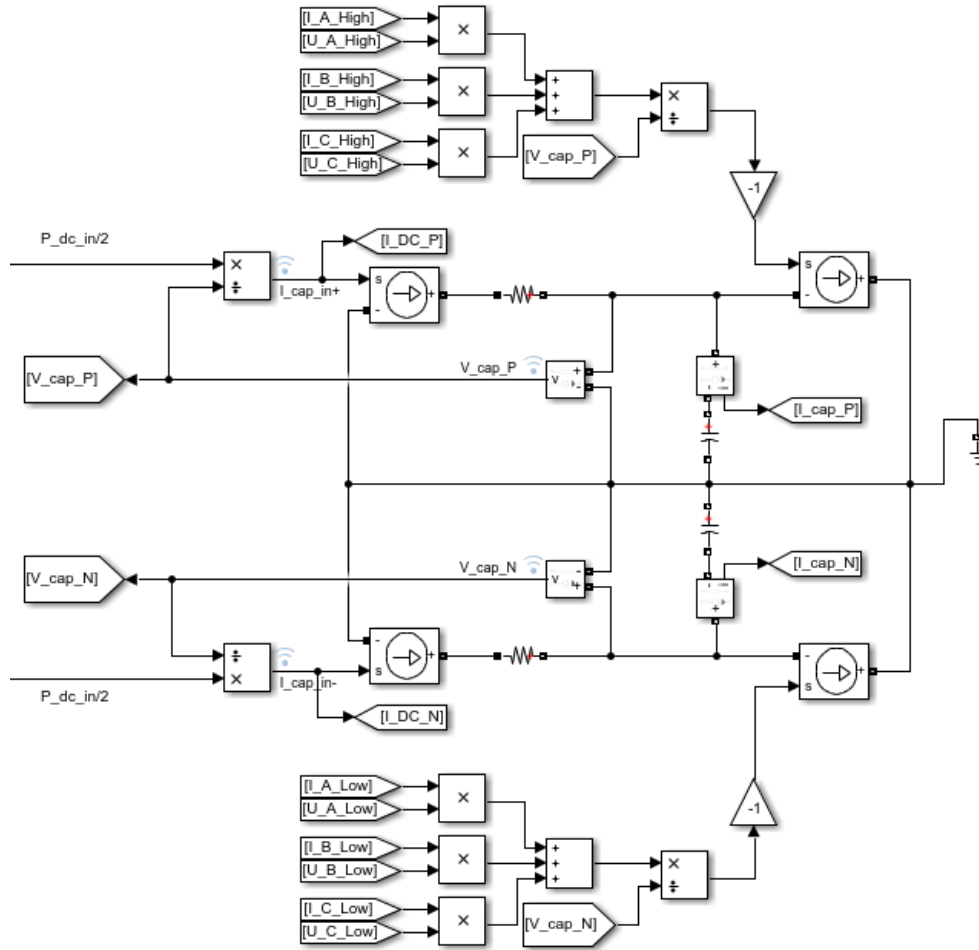 [I_A_High]
[U_A_High]
×
[I_B_High]
[U_B_High]
×
+
+
+
×
÷
[I_C_High]
[U_C_High]
×
[V_cap_P]
-1
P_dc_in/2
×
÷
[I_DC_P]
I_cap_in+
s
-
+
s
-
+
[V_cap_P]
V_cap_P
v
+
-
+
[I_cap_P]
[I_cap_N]
[V_cap_N]
V_cap_N
v
-
+
+
÷
×
I_cap_in-
-
s
+
-
s
+
P_dc_in/2
[I_DC_N]
[I_A_Low]
[U_A_Low]
×
-1
[I_B_Low]
[U_B_Low]
×
+
+
+
×
÷
[I_C_Low]
[U_C_Low]
×
[V_cap_N]